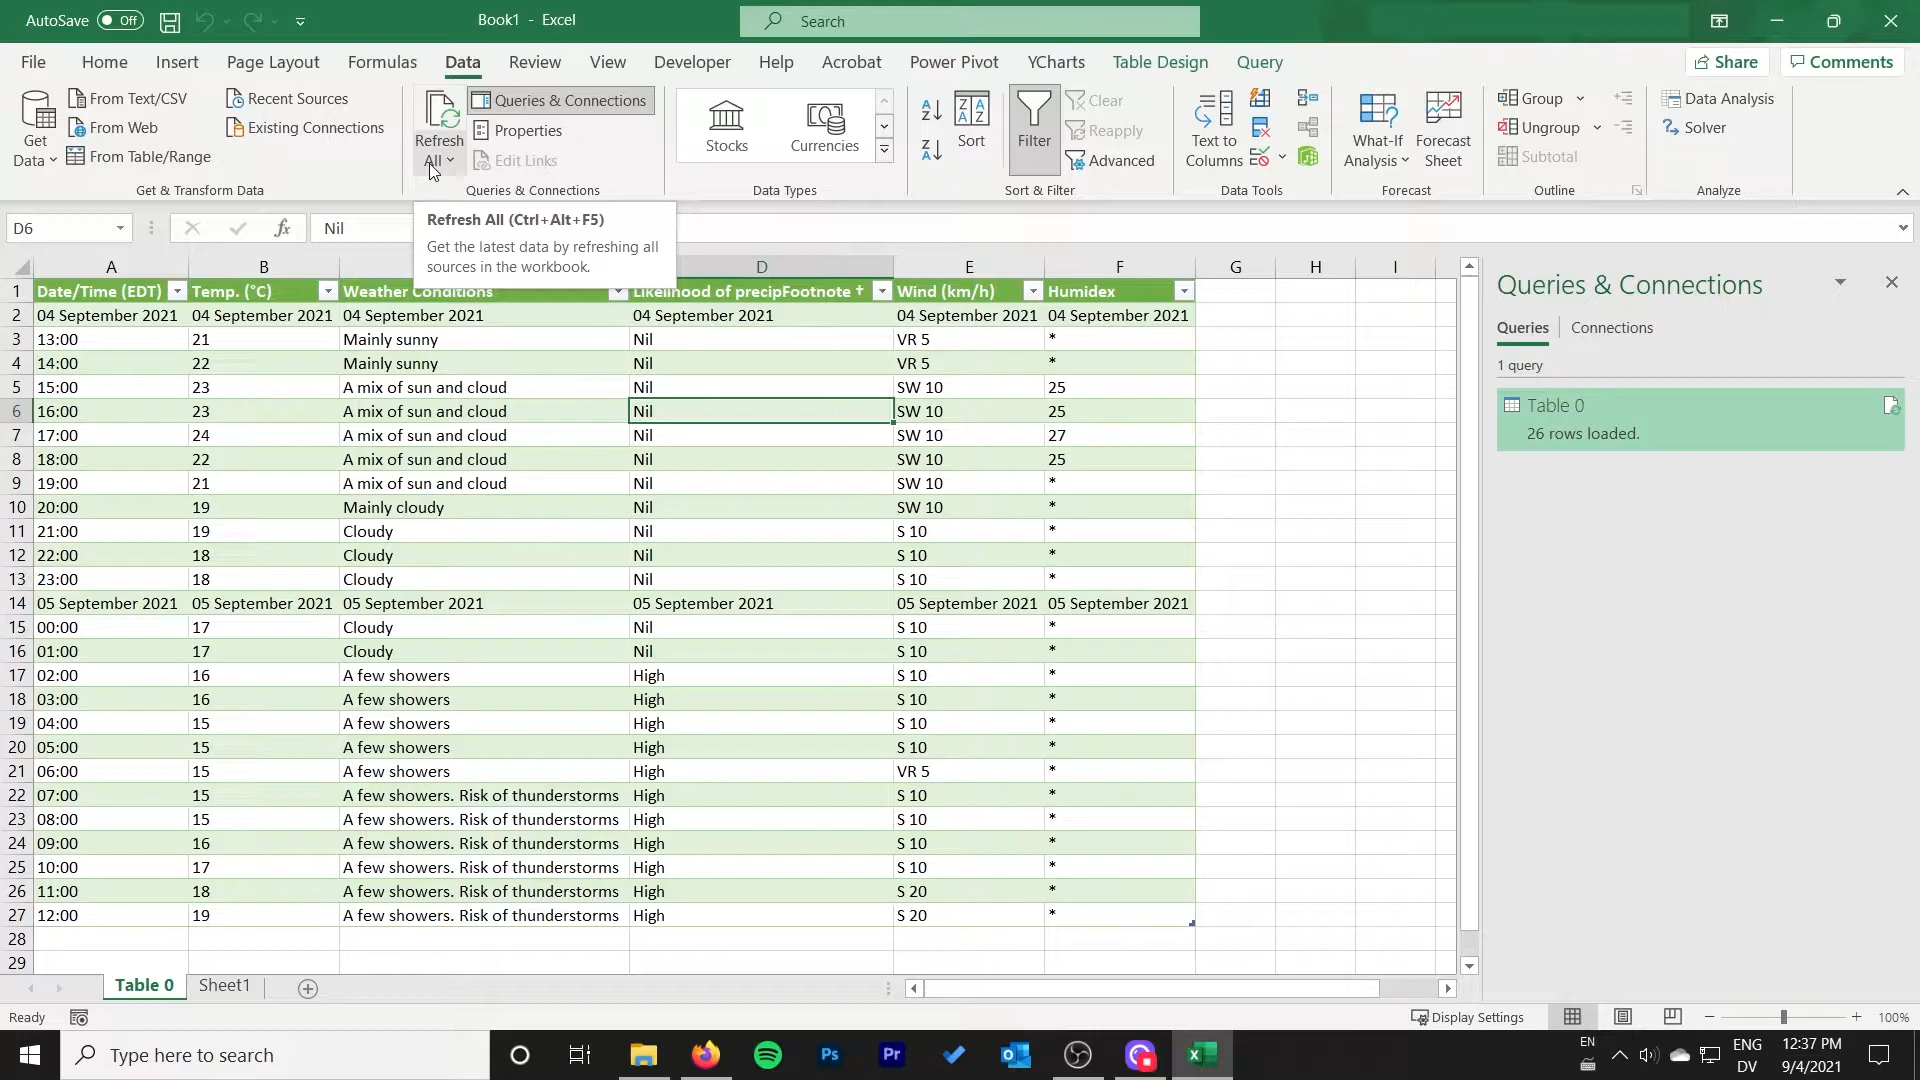 AutoSave Off Book1 - Excel Search
File Home Insert Page Layout Formulas Data Review View Developer Help Acrobat Power Pivot YCharts Table Design Query Share Comments
Get Data
From Text/CSV
From Web
From Table/Range
Recent Sources
Existing Connections
Get & Transform Data
Refresh All
Queries & Connections
Properties
Edit Links
Queries & Connections
Stocks Currencies
Data Types
Sort
Filter
Clear
Reapply
Advanced
Sort & Filter
Text to Columns
Data Tools
What-If Analysis
Forecast Sheet
Forecast
Group
Ungroup
Subtotal
Outline
Data Analysis
Solver
Analyze
D6 fx Nil
Refresh All (Ctrl+Alt+F5)
Get the latest data by refreshing all
sources in the workbook.
A B D E F G H I
1 Date/Time (EDT) Temp. (°C) Weather Conditions Likelihood of precipFootnote † Wind (km/h) Humidex
2 04 September 2021 04 September 2021 04 September 2021 04 September 2021 04 September 2021 04 September 2021
3 13:00 21 Mainly sunny Nil VR 5 *
4 14:00 22 Mainly sunny Nil VR 5 *
5 15:00 23 A mix of sun and cloud Nil SW 10 25
6 16:00 23 A mix of sun and cloud Nil SW 10 25
7 17:00 24 A mix of sun and cloud Nil SW 10 27
8 18:00 22 A mix of sun and cloud Nil SW 10 25
9 19:00 21 A mix of sun and cloud Nil SW 10 *
10 20:00 19 Mainly cloudy Nil SW 10 *
11 21:00 19 Cloudy Nil S 10 *
12 22:00 18 Cloudy Nil S 10 *
13 23:00 18 Cloudy Nil S 10 *
14 05 September 2021 05 September 2021 05 September 2021 05 September 2021 05 September 2021 05 September 2021
15 00:00 17 Cloudy Nil S 10 *
16 01:00 17 Cloudy Nil S 10 *
17 02:00 16 A few showers High S 10 *
18 03:00 16 A few showers High S 10 *
19 04:00 15 A few showers High S 10 *
20 05:00 15 A few showers High S 10 *
21 06:00 15 A few showers High VR 5 *
22 07:00 15 A few showers. Risk of thunderstorms High S 10 *
23 08:00 15 A few showers. Risk of thunderstorms High S 10 *
24 09:00 16 A few showers. Risk of thunderstorms High S 10 *
25 10:00 17 A few showers. Risk of thunderstorms High S 10 *
26 11:00 18 A few showers. Risk of thunderstorms High S 20 *
27 12:00 19 A few showers. Risk of thunderstorms High S 20 *
28
29
Queries & Connections
Queries Connections
1 query
Table 0
26 rows loaded.
Table 0 Sheet1
Ready Display Settings 100%
Type here to search Ps Pr EN ENG 12:37 PM
DV 9/4/2021